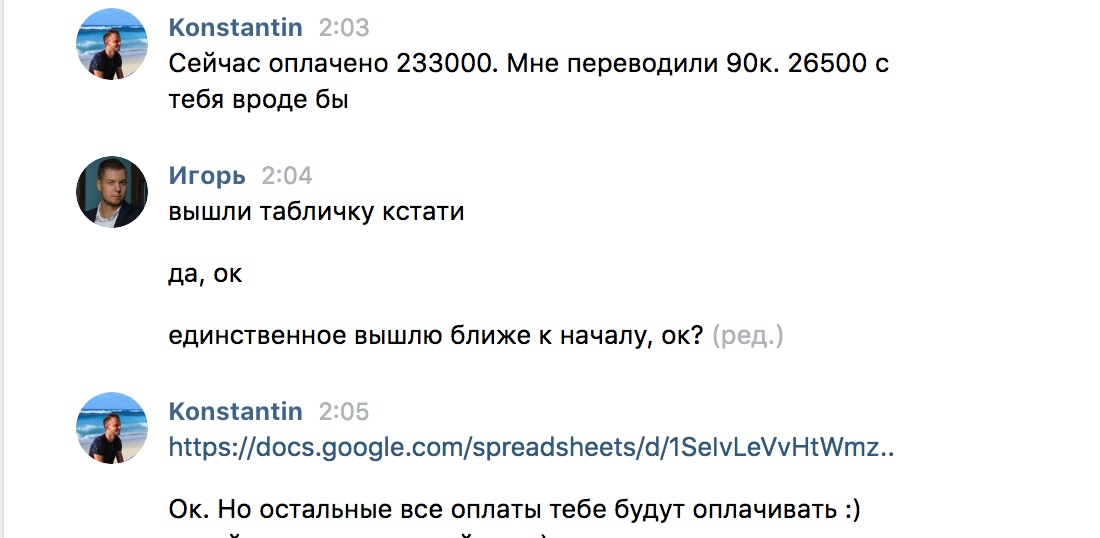 Konstantin 2:03
Сейчас оплачено 233000. Мне переводили 90к. 26500 с
тебя вроде бы
Игорь 2:04
вышли табличку кстати
да, ок
единственное вышлю ближе к началу, ок? (ред.)
Konstantin 2:05
https://docs.google.com/spreadsheets/d/1SelvLeVvHtWmz..
Ок. Но остальные все оплаты тебе будут оплачивать :)